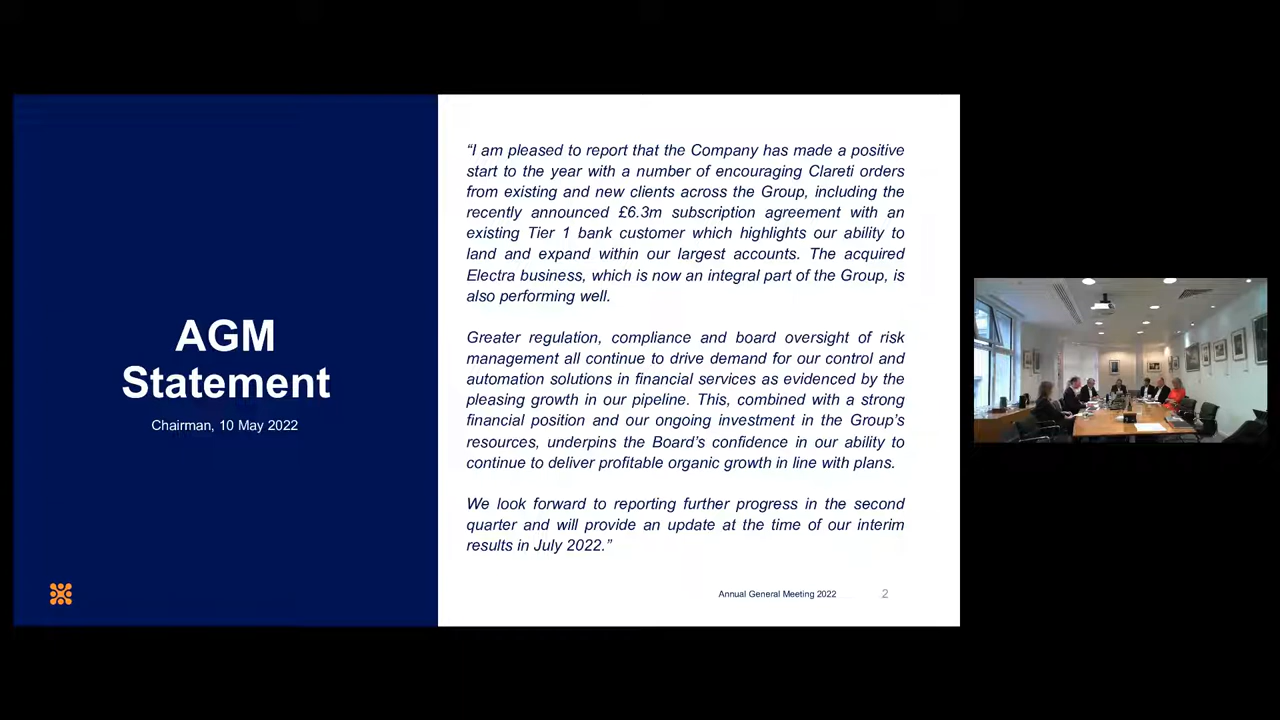 AGM
Statement
Chairman, 10 May 2022
“I am pleased to report that the Company has made a positive
start to the year with a number of encouraging Clareti orders
from existing and new clients across the Group, including the
recently announced £6.3m subscription agreement with an
existing Tier 1 bank customer which highlights our ability to
land and expand within our largest accounts. The acquired
Electra business, which is now an integral part of the Group, is
also performing well.
Greater regulation, compliance and board oversight of risk
management all continue to drive demand for our control and
automation solutions in financial services as evidenced by the
pleasing growth in our pipeline. This, combined with a strong
financial position and our ongoing investment in the Group’s
resources, underpins the Board’s confidence in our ability to
continue to deliver profitable organic growth in line with plans.
We look forward to reporting further progress in the second
quarter and will provide an update at the time of our interim
results in July 2022.”
Annual General Meeting 2022 2